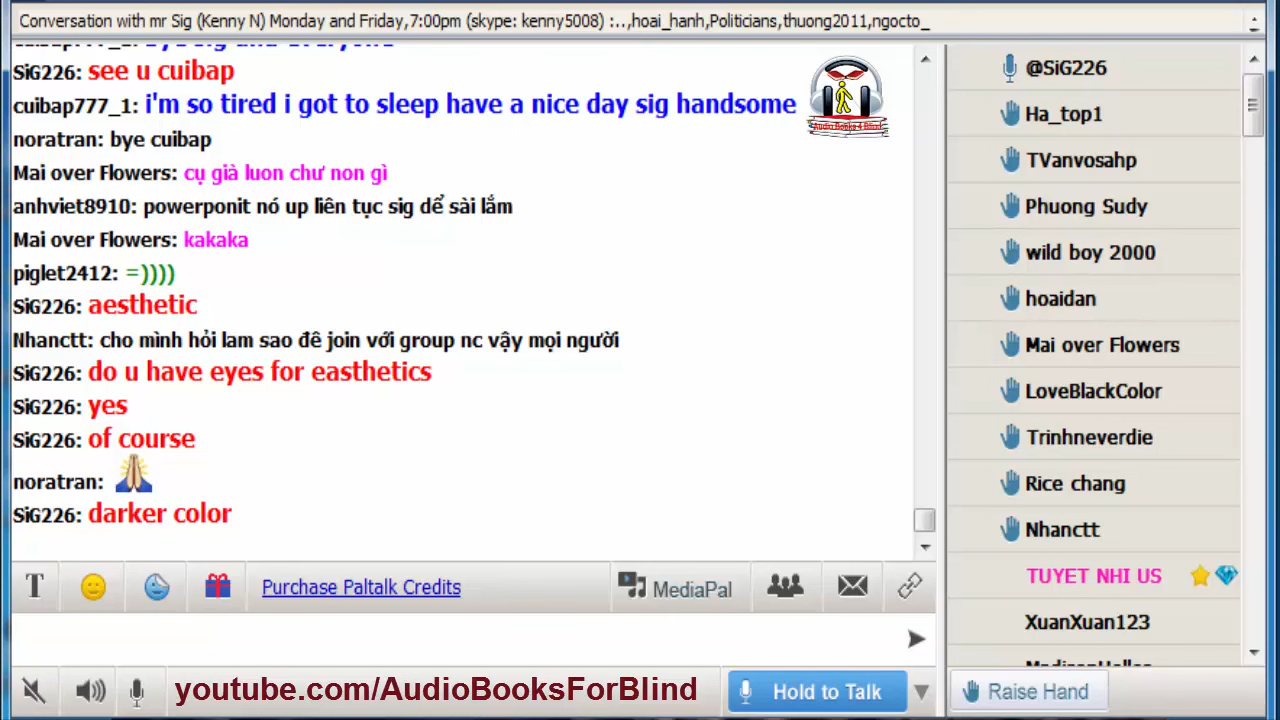 Conversation with mr Sig (Kenny N) Monday and Friday,7:00pm (skype: kenny5008) :..,hoai_hanh,Politicians,thuong2011,ngocto_
SiG226: see u cuibap
cuibap777_1: i'm so tired i got to sleep have a nice day sig handsome
Audio Books 4 Blind
noratran: bye cuibap
Mai over Flowers: cụ già luon chư non gì
anhviet8910: powerponit nó up liên tục sig dể sài lắm
Mai over Flowers: kakaka
piglet2412: =))))
SiG226: aesthetic
Nhanctt: cho mình hỏi lam sao đê join với group nc vậy mọi người
SiG226: do u have eyes for easthetics
SiG226: yes
SiG226: of course
noratran:
SiG226: darker color
T
Purchase Paltalk Credits
MediaPal
youtube.com/AudioBooksForBlind
Hold to Talk
@SiG226
Ha_top1
TVanvosahp
Phuong Sudy
wild boy 2000
hoaidan
Mai over Flowers
LoveBlackColor
Trinhneverdie
Rice chang
Nhanctt
TUYET NHI US
XuanXuan123
Raise Hand